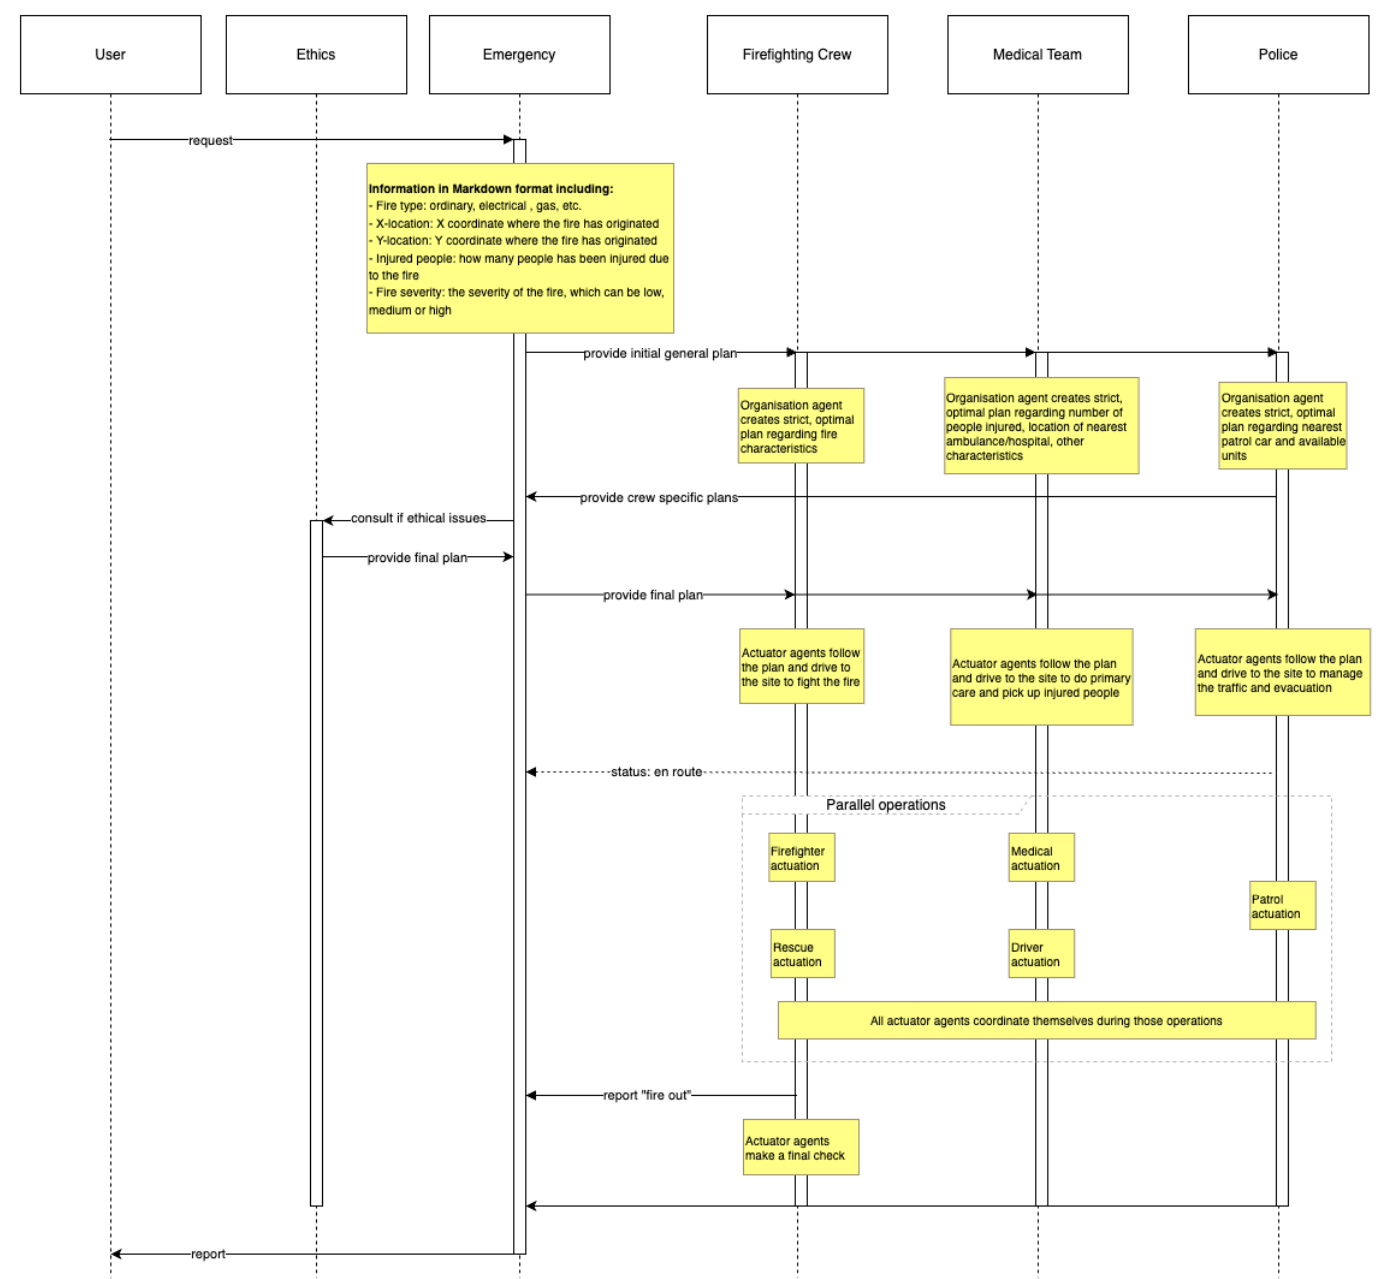 User
Ethics
Emergency
Firefighting Crew
Medical Team
Police
request
Information in Markdown format including:
- Fire type: ordinary, electrical , gas, etc.
- X-location: X coordinate where the fire has originated
- Y-location: Y coordinate where the fire has originated
- Injured people: how many people has been injured due
to the fire
- Fire severity: the severity of the fire, which can be low,
medium or high
provide initial general plan
Organisation agent
creates strict, optimal
plan regarding fire
characteristics
Organisation agent creates strict,
optimal plan regarding number of
people injured, location of nearest
ambulance/hospital, other
characteristics
Organisation agent
creates strict, optimal
plan regarding nearest
patrol car and available
units
provide crew specific plans
consult if ethical issues
provide final plan
provide final plan
Actuator agents follow
the plan and drive to
the site to fight the fire
Actuator agents follow the plan
and drive to the site to do primary
care and pick up injured people
Actuator agents follow the plan
and drive to the site to manage
the traffic and evacuation
status: en route
Parallel operations
Firefighter
actuation
Medical
actuation
Patrol
actuation
Rescue
actuation
Driver
actuation
All actuator agents coordinate themselves during those operations
report "fire out"
Actuator agents
make a final check
report